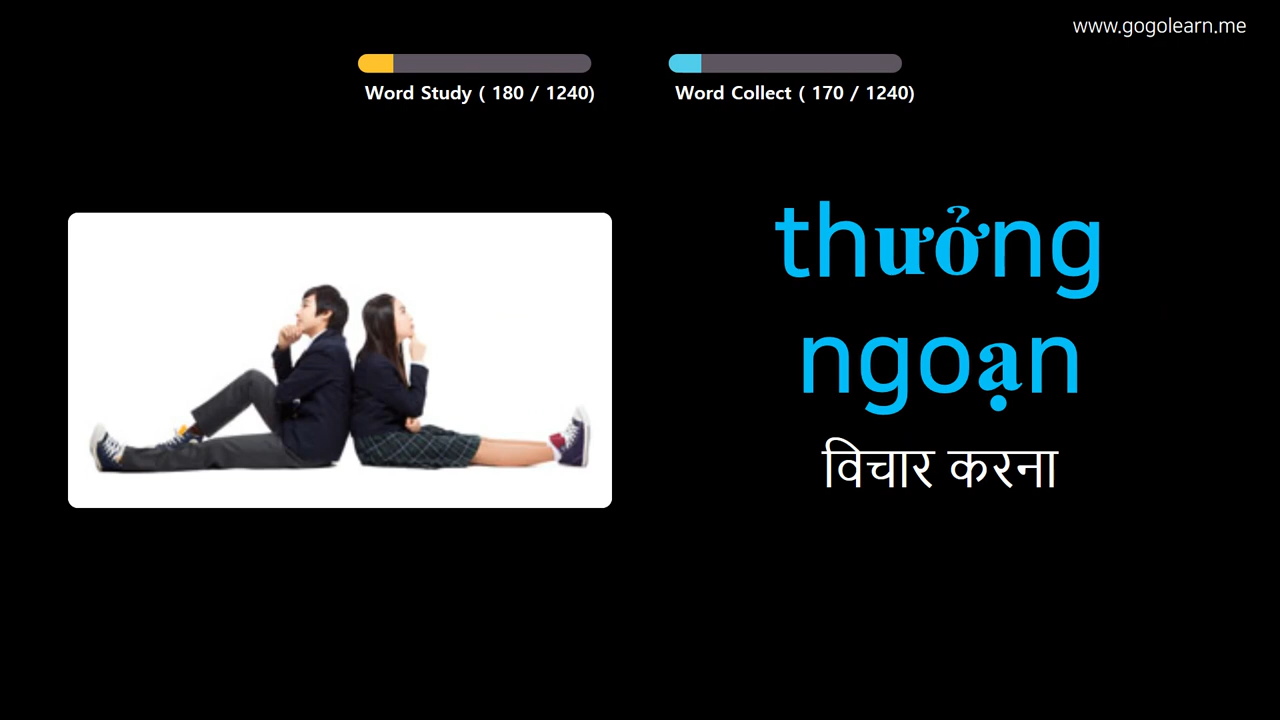 www.gogolearn.me
Word Study ( 180 / 1240)
Word Collect ( 170 / 1240)
thưởng
ngoạn
विचार करना